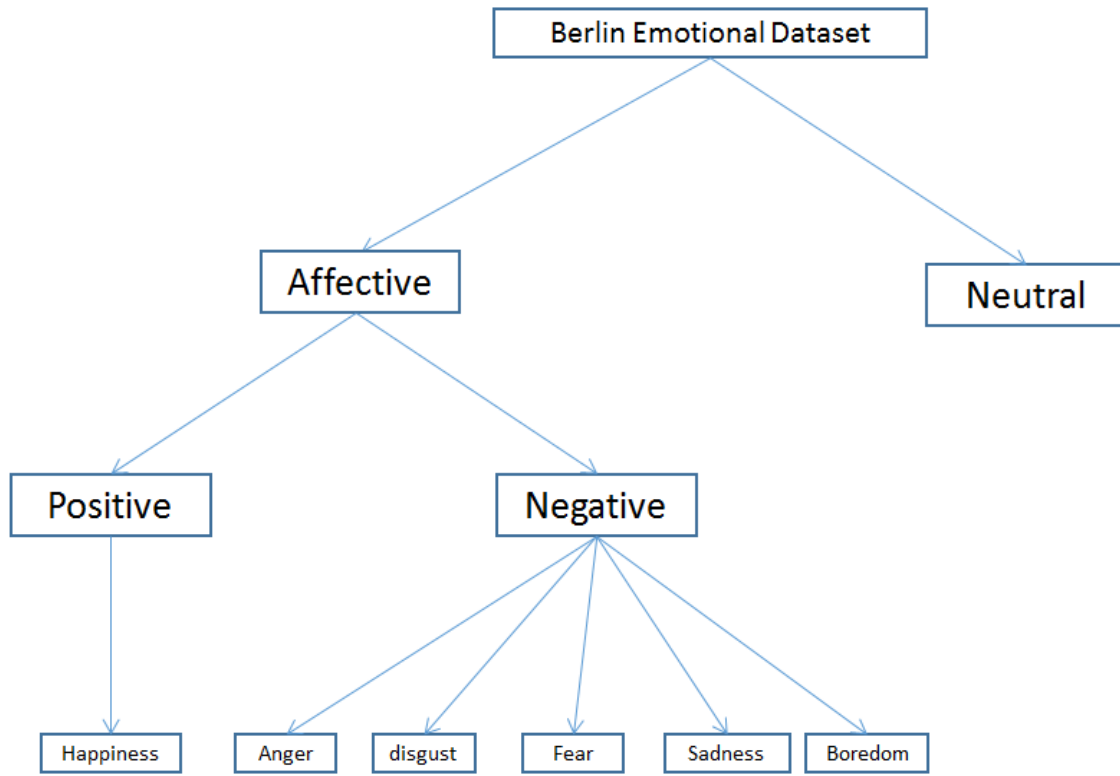 Berlin Emotional Dataset
Affective
Neutral
Positive
Negative
Happiness
Anger
disgust
Fear
Sadness
Boredom